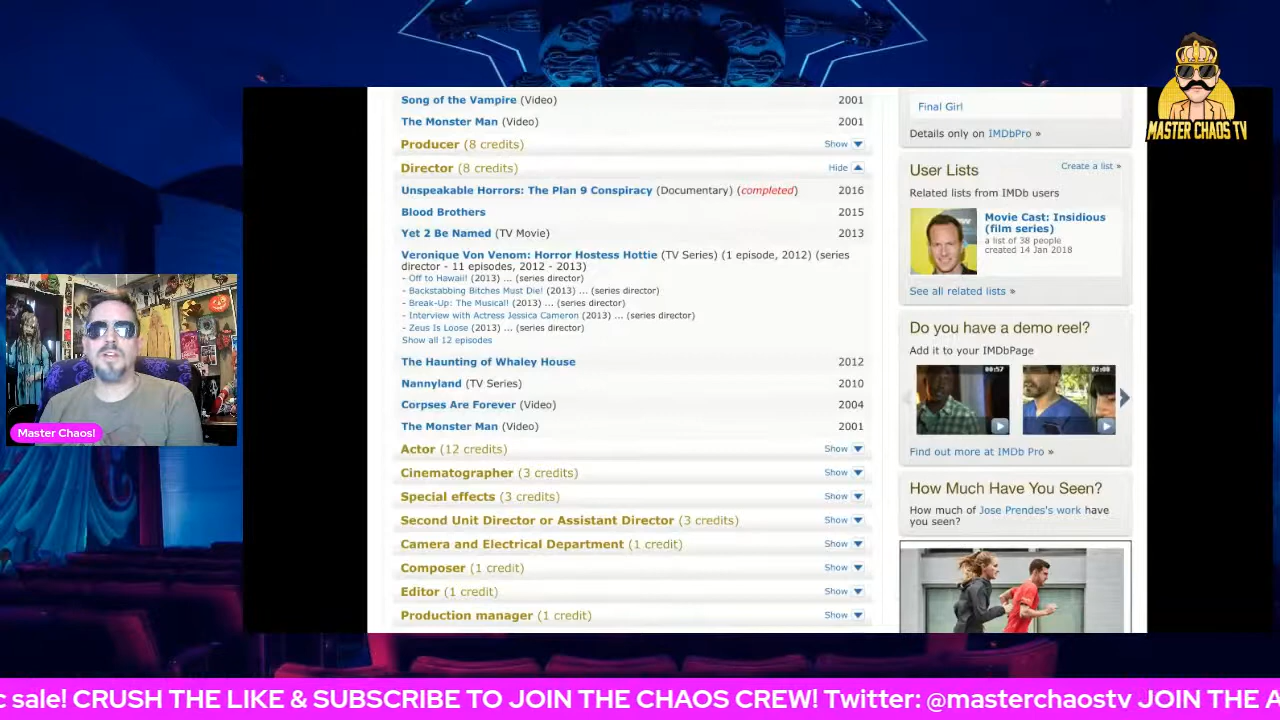 Song of the Vampire (Video) 2001
The Monster Man (Video) 2001
Producer (8 credits) Show
Director (8 credits) Hide
Unspeakable Horrors: The Plan 9 Conspiracy (Documentary) (completed) 2016
Blood Brothers 2015
Yet 2 Be Named (TV Movie) 2013
Veronique Von Venom: Horror Hostess Hottie (TV Series) (1 episode, 2012) (series
director - 11 episodes, 2012 - 2013)
- Off to Hawaii! (2013) ... (series director)
- Backstabbing Bitches Must Die! (2013) ... (series director)
- Break-Up: The Musical! (2013) ... (series director)
- Interview with Actress Jessica Cameron (2013) ... (series director)
- Zeus Is Loose (2013) ... (series director)
Show all 12 episodes
The Haunting of Whaley House 2012
Nannyland (TV Series) 2010
Corpses Are Forever (Video) 2004
The Monster Man (Video) 2001
Actor (12 credits) Show
Cinematographer (3 credits) Show
Special effects (3 credits) Show
Second Unit Director or Assistant Director (3 credits) Show
Camera and Electrical Department (1 credit) Show
Composer (1 credit) Show
Editor (1 credit) Show
Production manager (1 credit) Show
Final Girl
Details only on IMDbPro »
User Lists Create a list »
Related lists from IMDb users
Movie Cast: Insidious
(film series)
a list of 38 people
created 14 Jan 2018
See all related lists »
Do you have a demo reel?
Add it to your IMDbPage
00:57
02:08
Find out more at IMDb Pro »
How Much Have You Seen?
How much of Jose Prendes's work have
you seen?
MASTER CHAOS TV
Master Chaos!
c sale! CRUSH THE LIKE & SUBSCRIBE TO JOIN THE CHAOS CREW! Twitter: @masterchaostv JOIN THE A